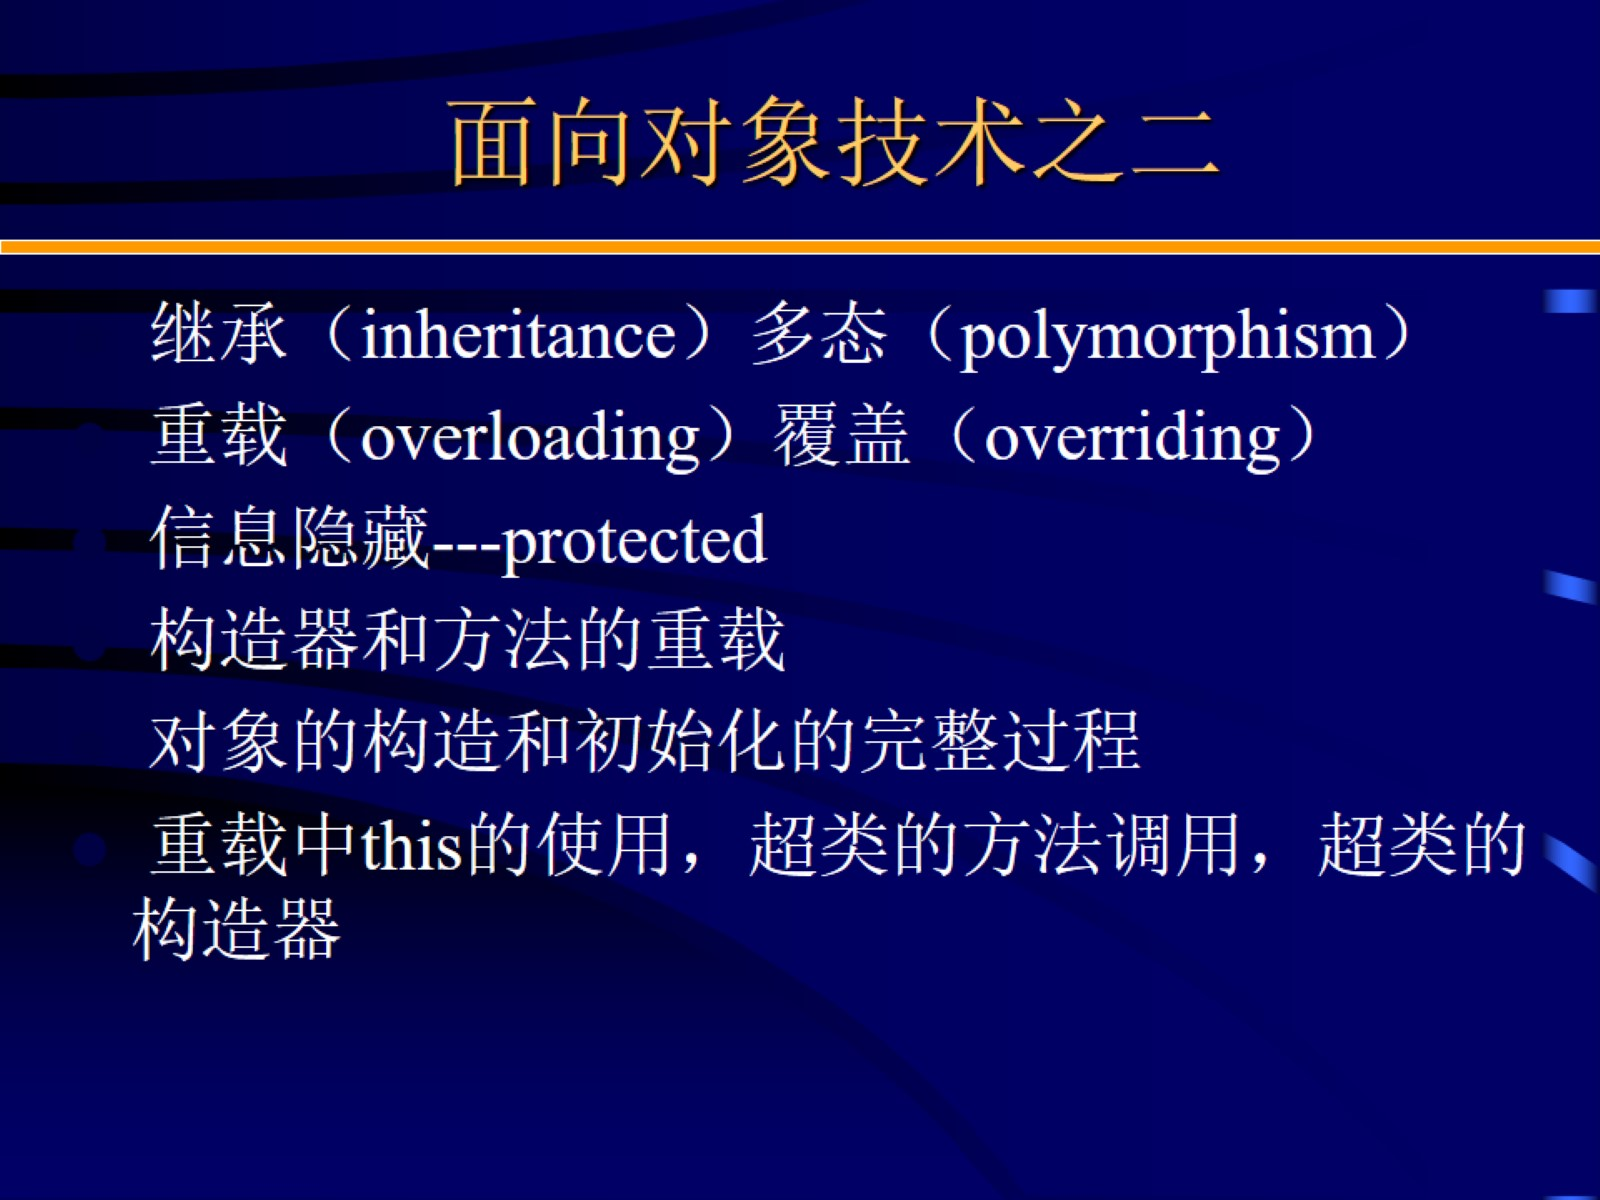 面向对象技术之二
继承（inheritance）多态（polymorphism）
重载（overloading）覆盖（overriding）
信息隐藏---protected
构造器和方法的重载
对象的构造和初始化的完整过程
重载中this的使用，超类的方法调用，超类的
构造器